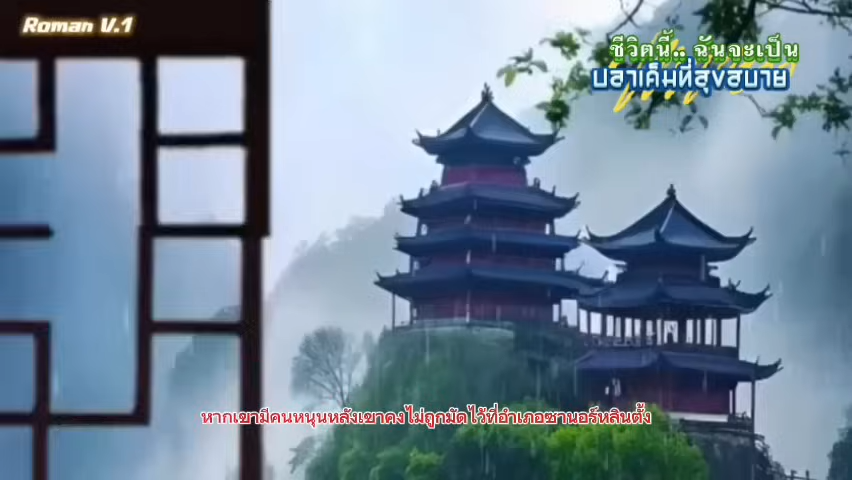 Roman V.1
ชีวิตนี้.. ฉันจะเป็น
ปลาเค็มที่สุขสบาย
หากเขามีคนหนุนหลังเขาคงไม่ถูกมัดไว้ที่อำเภอซานอร์หลินตั้ง